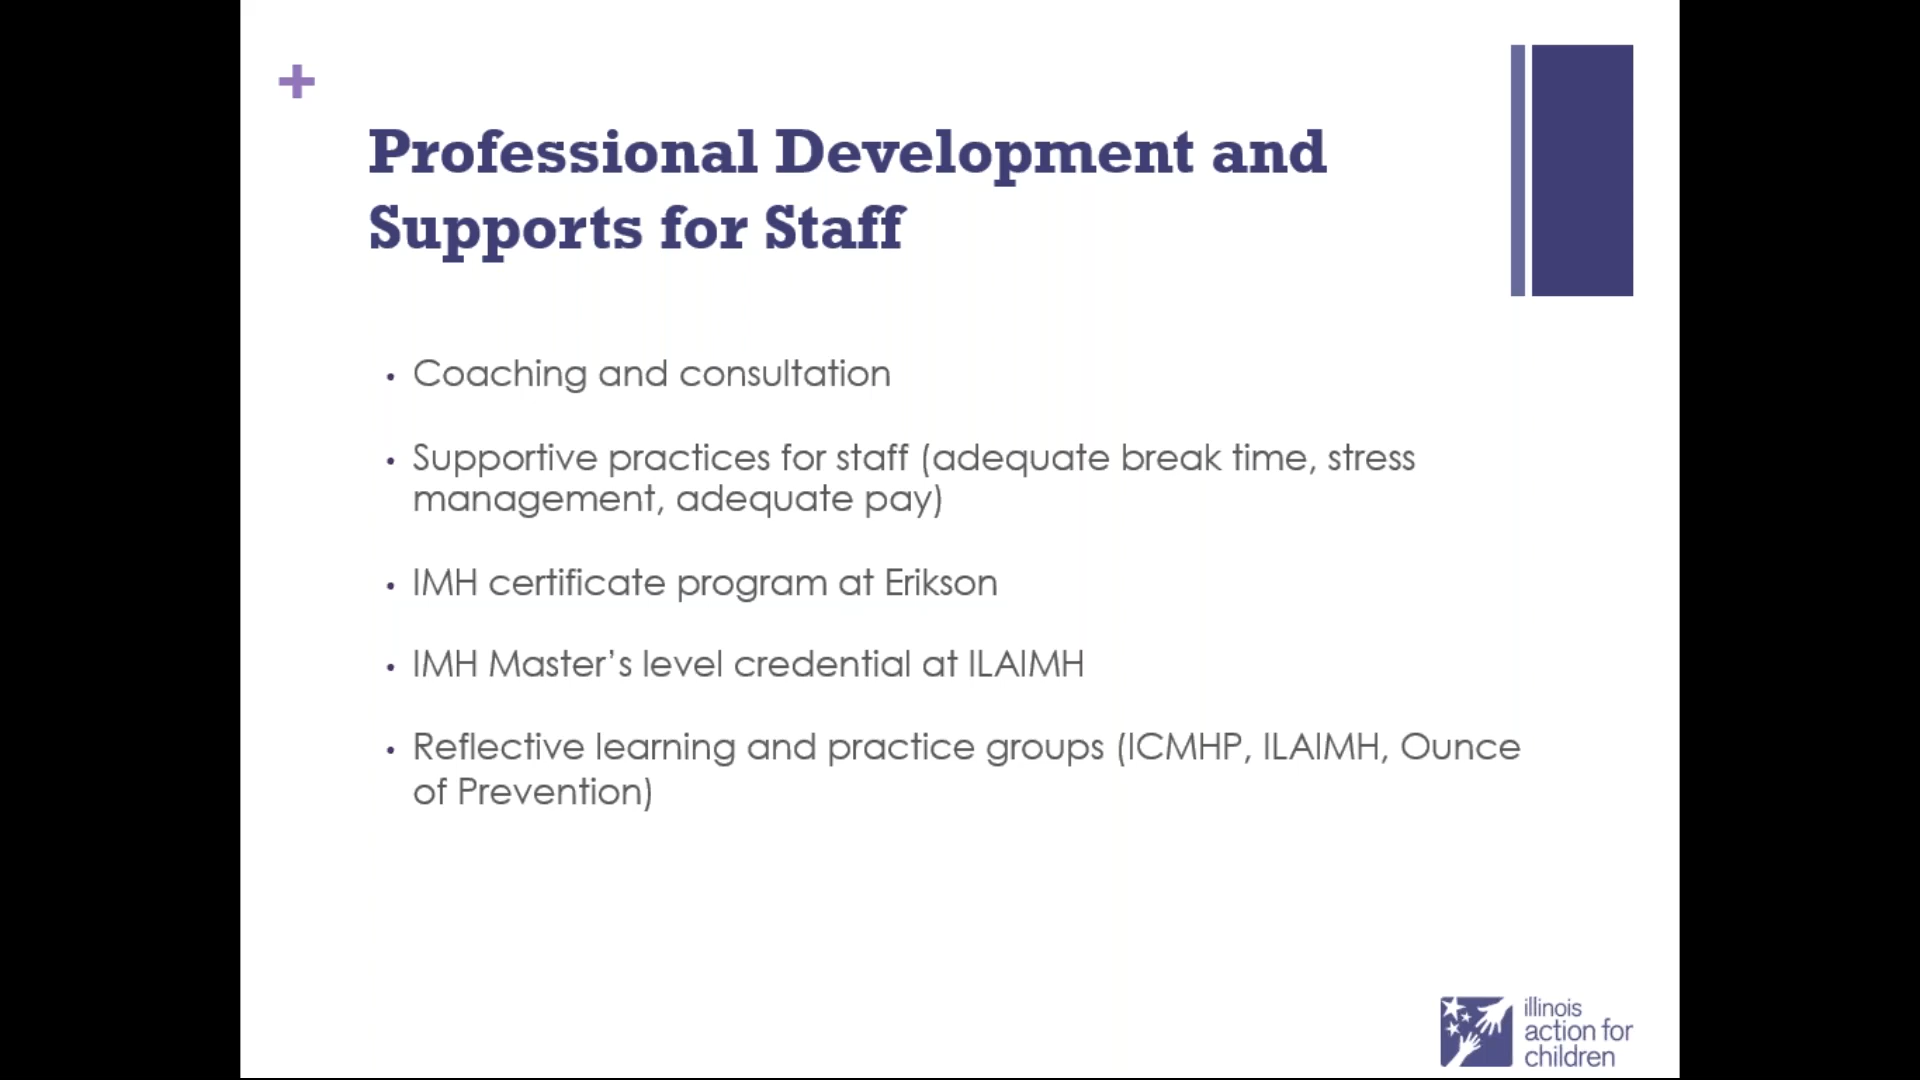 +
Professional Development and
Supports for Staff
• Coaching and consultation
• Supportive practices for staff (adequate break time, stress
management, adequate pay)
• IMH certificate program at Erikson
• IMH Master’s level credential at ILAIMH
• Reflective learning and practice groups (ICMHP, ILAIMH, Ounce
of Prevention)
illinois
action for
children